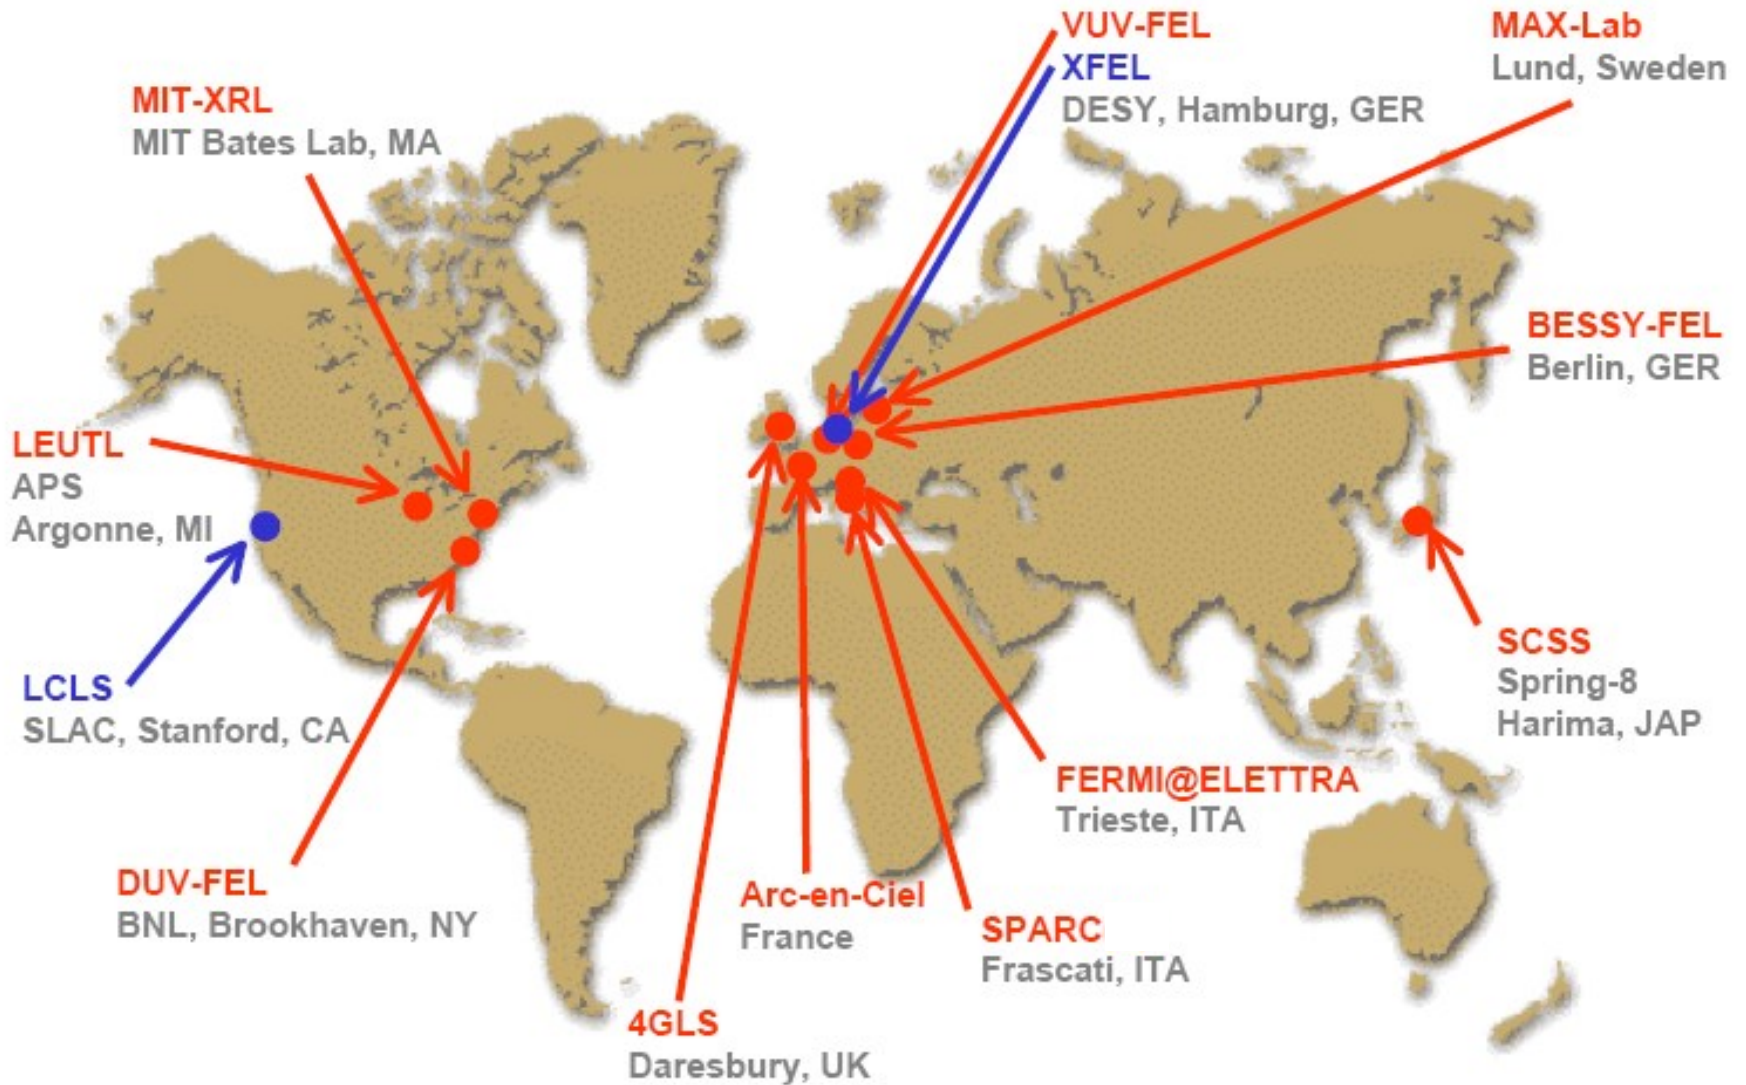 VUV-FEL
XFEL
DESY, Hamburg, GER
MAX-Lab
Lund, Sweden
MIT-XRL
MIT Bates Lab, MA
BESSY-FEL
Berlin, GER
LEUTL
APS
Argonne, MI
SCSS
Spring-8
Harima, JAP
LCLS
SLAC, Stanford, CA
FERMI@ELETTRA
Trieste, ITA
DUV-FEL
BNL, Brookhaven, NY
Arc-en-Ciel
France
SPARC
Frascati, ITA
4GLS
Daresbury, UK